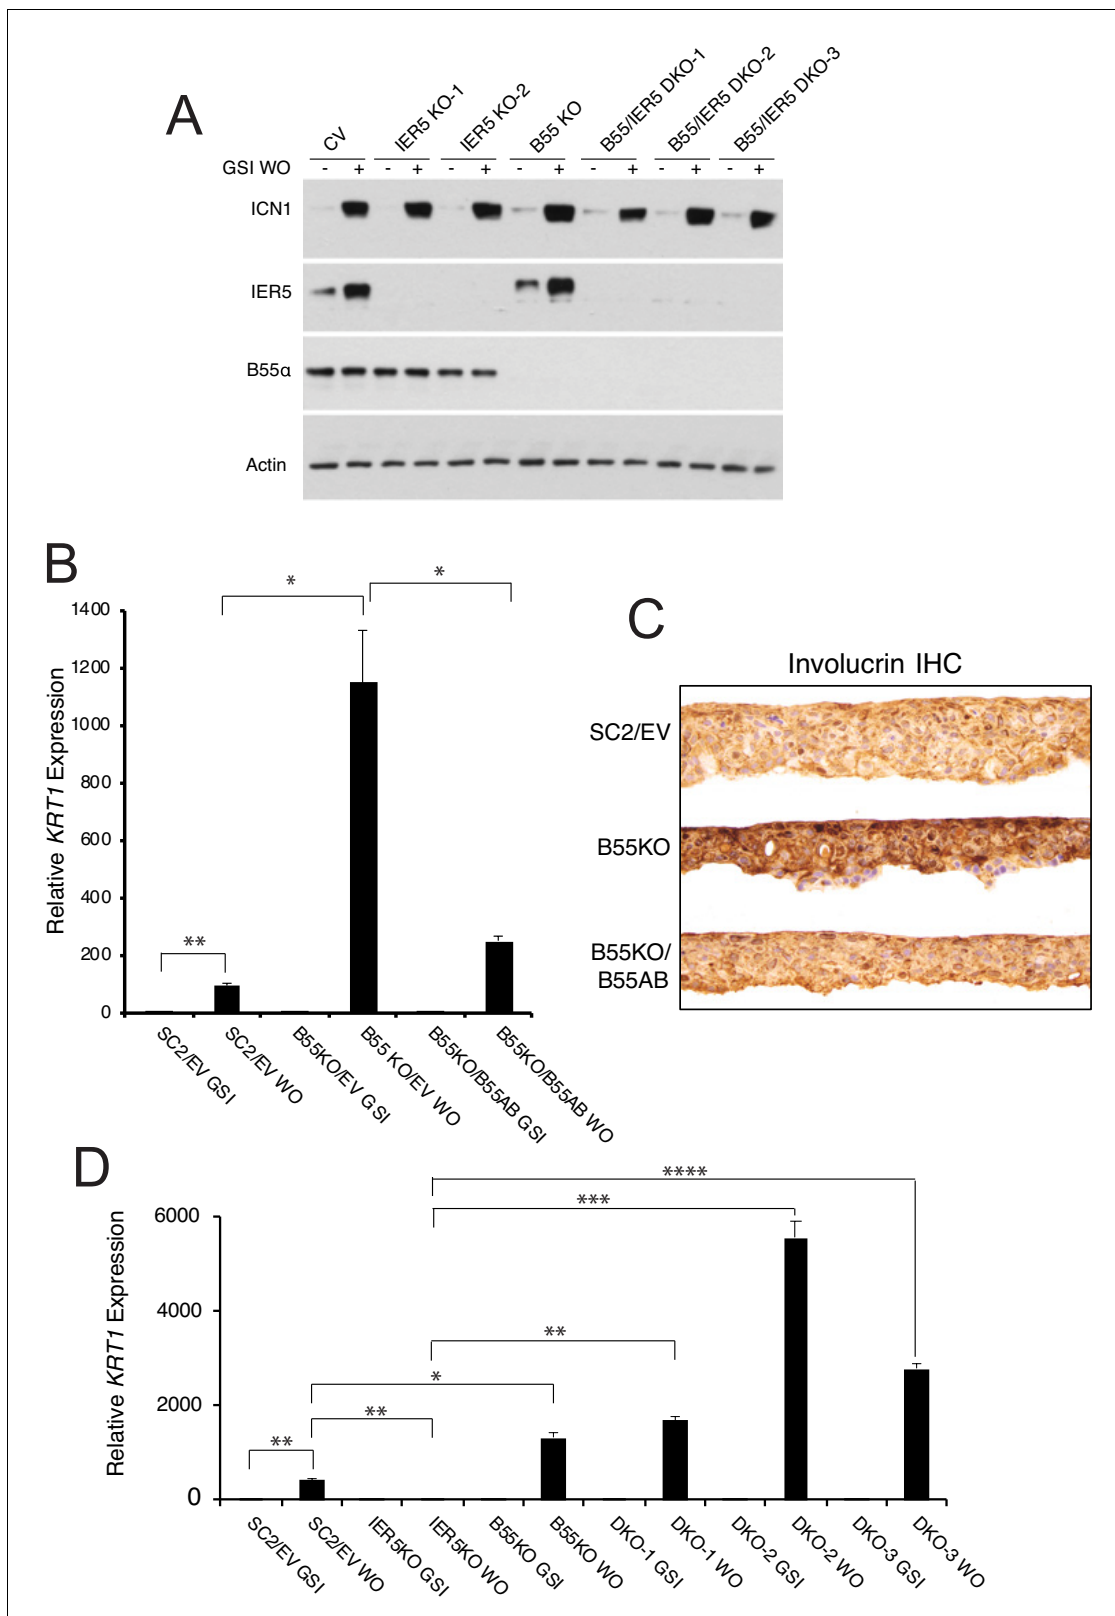 A
CV
IER5 KO-1
IER5 KO-2
B55 KO
B55/IER5 DKO-1
B55/IER5 DKO-2
B55/IER5 DKO-3
GSI WO - + - + - + - + - + - + - +
ICN1
IER5
B55α
Actin
B
Relative KRT1 Expression
1400
1200
1000
800
600
400
200
0
*
*
**
SC2/EV GSI
SC2/EV WO
B55KO/EV GSI
B55 KO/EV WO
B55KO/B55AB GSI
B55KO/B55AB WO
C
Involucrin IHC
SC2/EV
B55KO
B55KO/
B55AB
D
Relative KRT1 Expression
6000
4000
2000
0
****
***
**
*
**
**
SC2/EV GSI
SC2/EV WO
IER5KO GSI
IER5KO WO
B55KO GSI
B55KO WO
DKO-1 GSI
DKO-1 WO
DKO-2 GSI
DKO-2 WO
DKO-3 GSI
DKO-3 WO